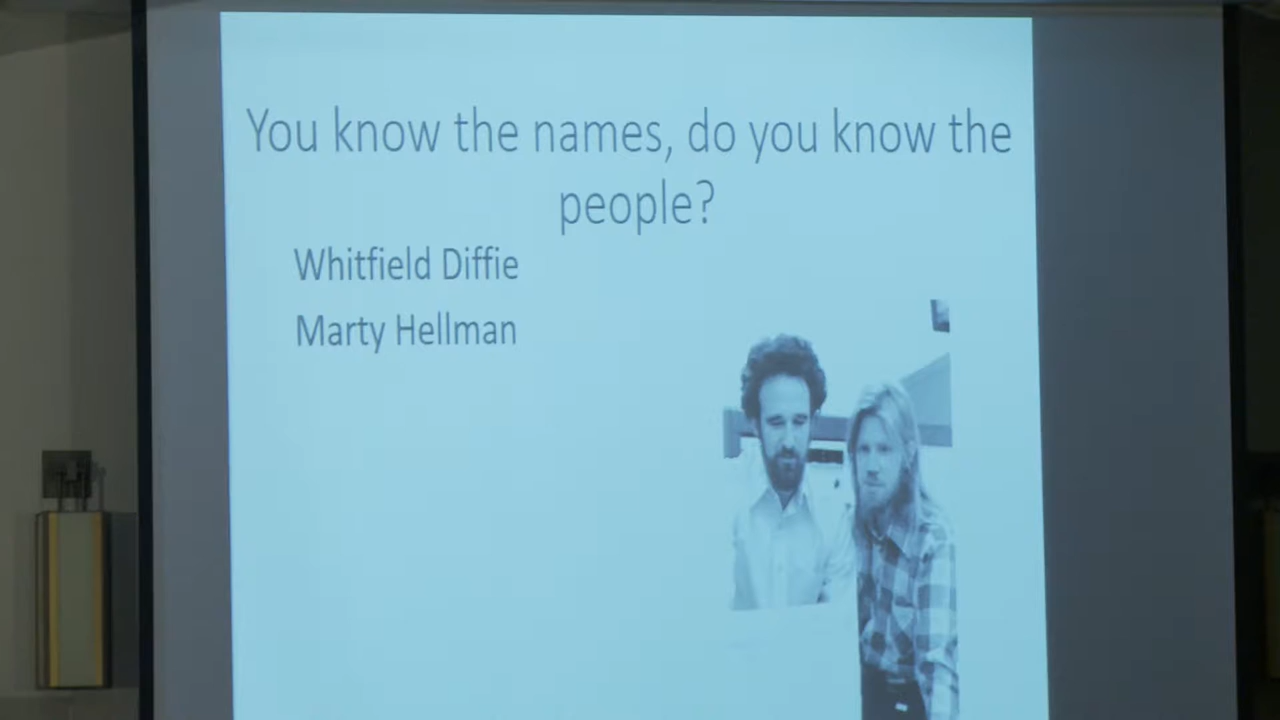 You know the names, do you know the
people?
Whitfield Diffie
Marty Hellman